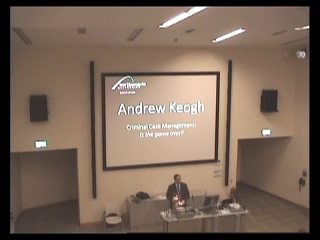 Andrew Keogh
Criminal Case Management:
Is the game over?